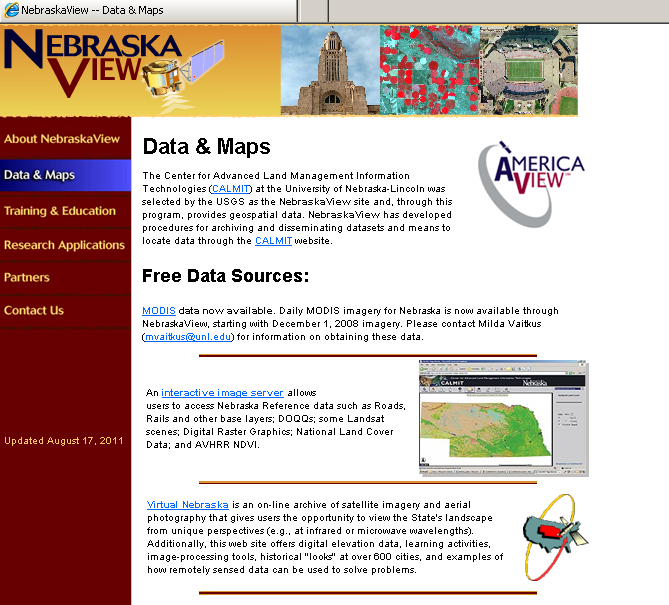 NebraskaView -- Data & Maps
NEBRASKA
VIEW
About NebraskaView
Data & Maps
Training & Education
Research Applications
Partners
Contact Us
Updated August 17, 2011
Data & Maps
The Center for Advanced Land Management Information
Technologies (CALMIT) at the University of Nebraska-Lincoln was
selected by the USGS as the NebraskaView site and, through this
program, provides geospatial data. NebraskaView has developed
procedures for archiving and disseminating datasets and means to
locate data through the CALMIT website.
AMERICA
VIEW™
Free Data Sources:
MODIS data now available. Daily MODIS imagery for Nebraska is now available through
NebraskaView, starting with December 1, 2008 imagery. Please contact Milda Vaitkus
(mvaitkus@unl.edu) for information on obtaining these data.
An interactive image server allows
users to access Nebraska Reference data such as Roads,
Rails and other base layers; DOQQs; some Landsat
scenes; Digital Raster Graphics; National Land Cover
Data; and AVHRR NDVI.
CALMIT
Nebraska
Virtual Nebraska is an on-line archive of satellite imagery and aerial
photography that gives users the opportunity to view the State's landscape
from unique perspectives (e.g., at infrared or microwave wavelengths).
Additionally, this web site offers digital elevation data, learning activities,
image-processing tools, historical "looks" at over 600 cities, and examples of
how remotely sensed data can be used to solve problems.